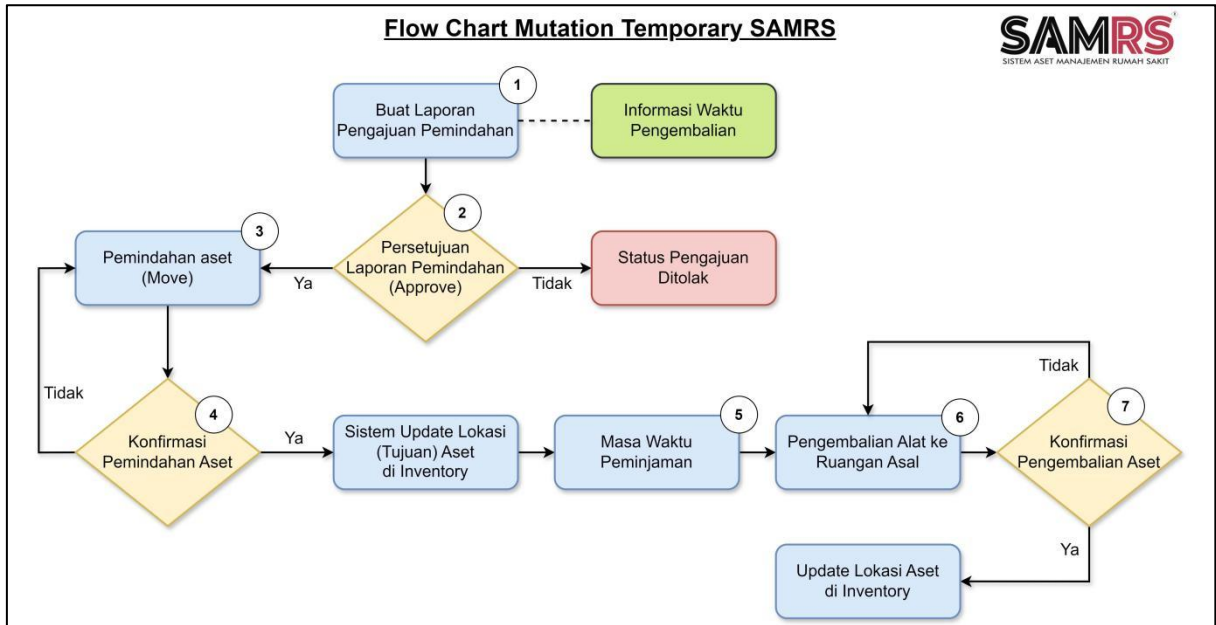 Flow Chart Mutation Temporary SAMRS
SAMRS
SISTEM ASET MANAJEMEN RUMAH SAKIT
1
Buat Laporan
Pengajuan Pemindahan
Informasi Waktu
Pengembalian
2
Persetujuan
Laporan Pemindahan
(Approve)
Ya
Tidak
3
Pemindahan aset
(Move)
Status Pengajuan
Ditolak
Tidak
4
Konfirmasi
Pemindahan Aset
Ya
Sistem Update Lokasi
(Tujuan) Aset
di Inventory
5
Masa Waktu
Peminjaman
6
Pengembalian Alat ke
Ruangan Asal
Tidak
7
Konfirmasi
Pengembalian Aset
Ya
Update Lokasi Aset
di Inventory